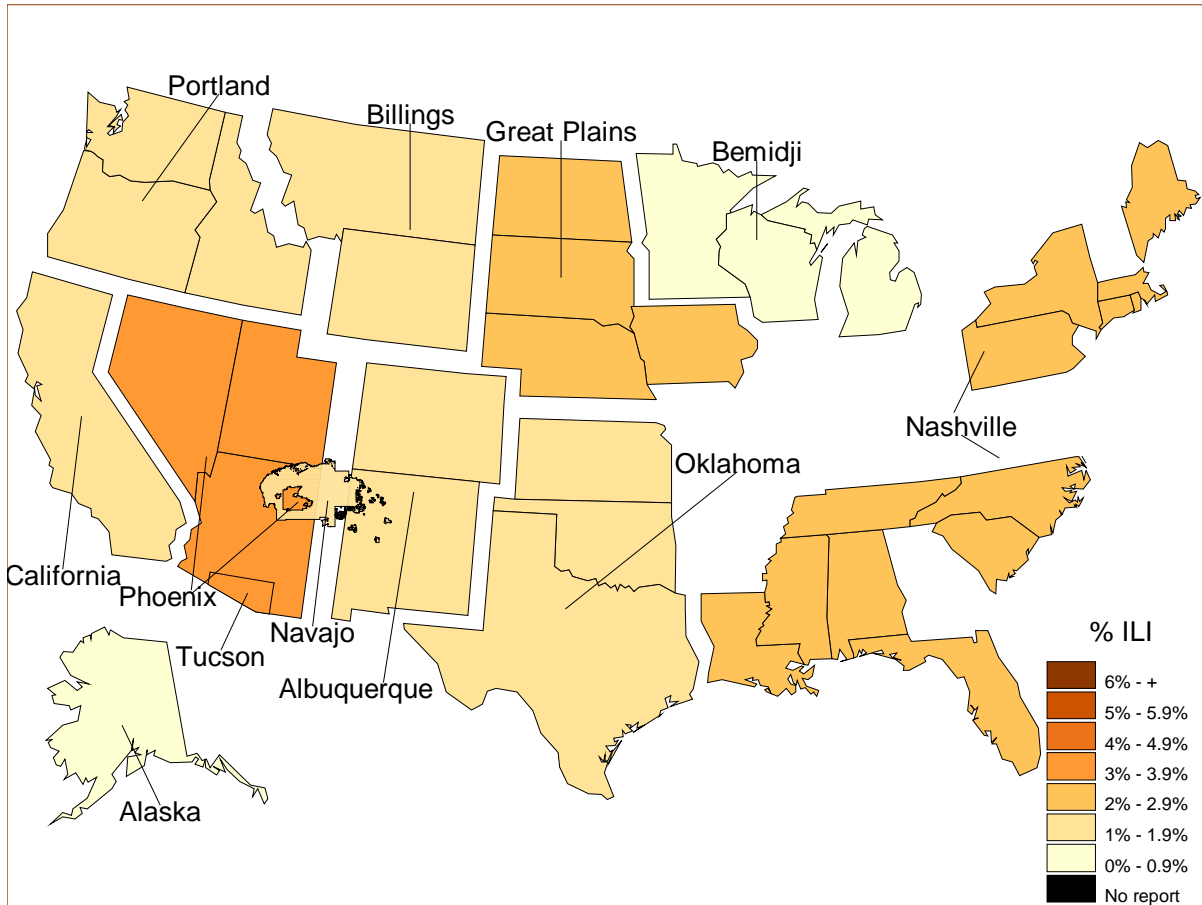 Portland
Billings
Great Plains
Bemidji
Nashville
Oklahoma
California
Phoenix
Navajo
Tucson
Albuquerque
Alaska
% ILI
6% - +
5% - 5.9%
4% - 4.9%
3% - 3.9%
2% - 2.9%
1% - 1.9%
0% - 0.9%
No report